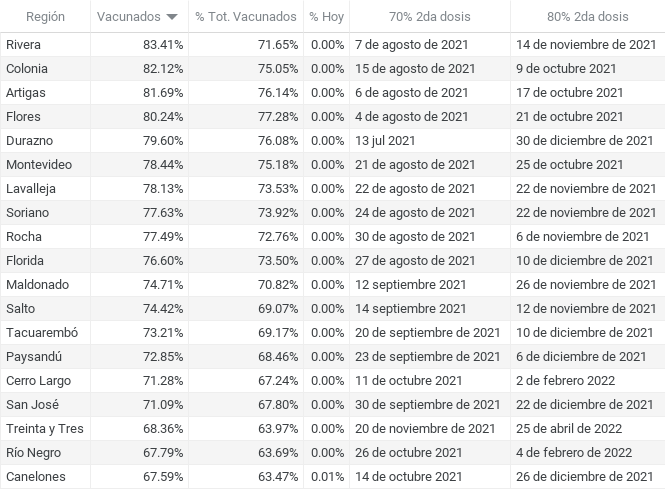 Región Vacunados % Tot. Vacunados % Hoy 70% 2da dosis 80% 2da dosis
Rivera 83.41% 71.65% 0.00% 7 de agosto de 2021 14 de noviembre de 2021
Colonia 82.12% 75.05% 0.00% 15 de agosto de 2021 9 de octubre 2021
Artigas 81.69% 76.14% 0.00% 6 de agosto de 2021 17 de octubre 2021
Flores 80.24% 77.28% 0.00% 4 de agosto de 2021 21 de octubre 2021
Durazno 79.60% 76.08% 0.00% 13 jul 2021 30 de diciembre de 2021
Montevideo 78.44% 75.18% 0.00% 21 de agosto de 2021 25 de octubre 2021
Lavalleja 78.13% 73.53% 0.00% 22 de agosto de 2021 22 de noviembre de 2021
Soriano 77.63% 73.92% 0.00% 24 de agosto de 2021 22 de noviembre de 2021
Rocha 77.49% 72.76% 0.00% 30 de agosto de 2021 6 de noviembre de 2021
Florida 76.60% 73.50% 0.00% 27 de agosto de 2021 10 de diciembre de 2021
Maldonado 74.71% 70.82% 0.00% 12 septiembre 2021 26 de noviembre de 2021
Salto 74.42% 69.07% 0.00% 14 septiembre 2021 12 de noviembre de 2021
Tacuarembó 73.21% 69.17% 0.00% 20 de septiembre de 2021 10 de diciembre de 2021
Paysandú 72.85% 68.46% 0.00% 23 de septiembre de 2021 6 de diciembre de 2021
Cerro Largo 71.28% 67.24% 0.00% 11 de octubre 2021 2 de febrero 2022
San José 71.09% 67.80% 0.00% 30 de septiembre de 2021 22 de diciembre de 2021
Treinta y Tres 68.36% 63.97% 0.00% 20 de noviembre de 2021 25 de abril de 2022
Río Negro 67.79% 63.69% 0.00% 26 de octubre 2021 4 de febrero de 2022
Canelones 67.59% 63.47% 0.01% 14 de octubre 2021 26 de diciembre de 2021